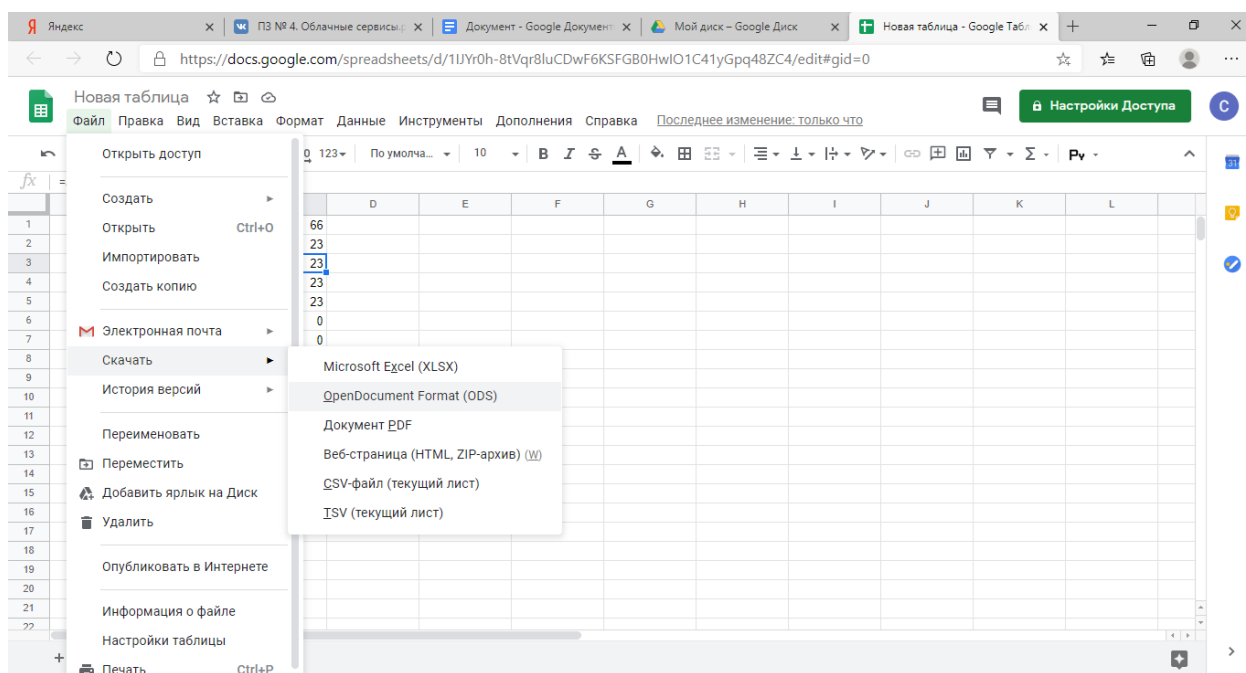 Яндекс
ПЗ № 4. Облачные сервисы.
Документ - Google Документ
Мой диск – Google Диск
Новая таблица - Google Табл
https://docs.google.com/spreadsheets/d/1IJYr0h-8tVqr8luCDwF6KSFGB0HwIO1C41yGpq48ZC4/edit#gid=0
Новая таблица
Настройки Доступа
С
Файл Правка Вид Вставка Формат Данные Инструменты Дополнения Справка Последнее изменение: только что
0 123 По умолча... 10 B I S A Σ Ру
31
fx =
D E F G H I J K L
1 66
2 23
3 23
4 23
5 23
6 0
7 0
8
9
10
11
12
13
14
15
16
17
18
19
20
21
22
Открыть доступ
Создать
Открыть Ctrl+O
Импортировать
Создать копию
Электронная почта
Скачать
История версий
Переименовать
Переместить
Добавить ярлык на Диск
Удалить
Опубликовать в Интернете
Информация о файле
Настройки таблицы
Печать Ctrl+P
Microsoft Excel (XLSX)
OpenDocument Format (ODS)
Документ PDF
Веб-страница (HTML, ZIP-архив) (W)
CSV-файл (текущий лист)
TSV (текущий лист)